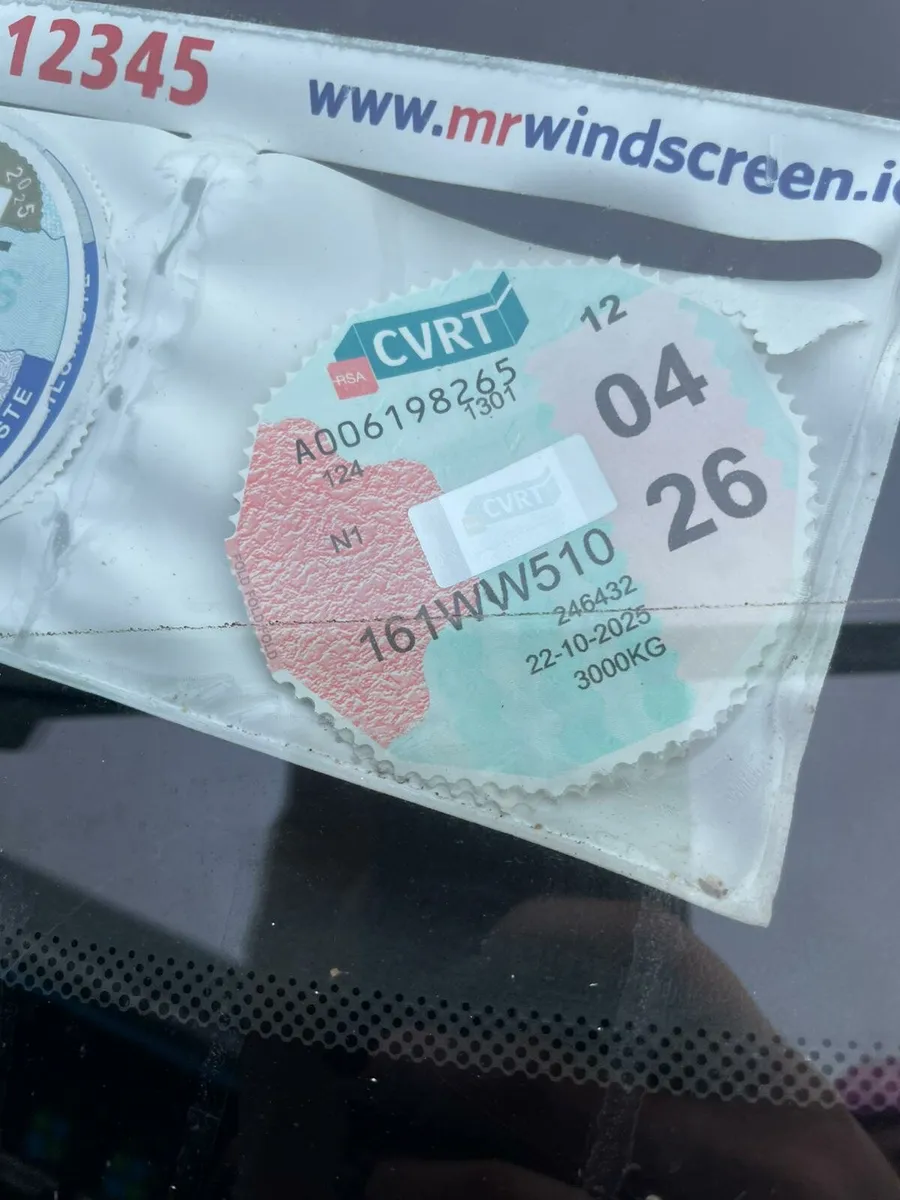 12345
www.mrwindscreen.ie
2025
CVRT
RSA
12
04
26
A006198265
1301
124
N1
CVRT
161WW510
246432
22-10-2025
3000KG